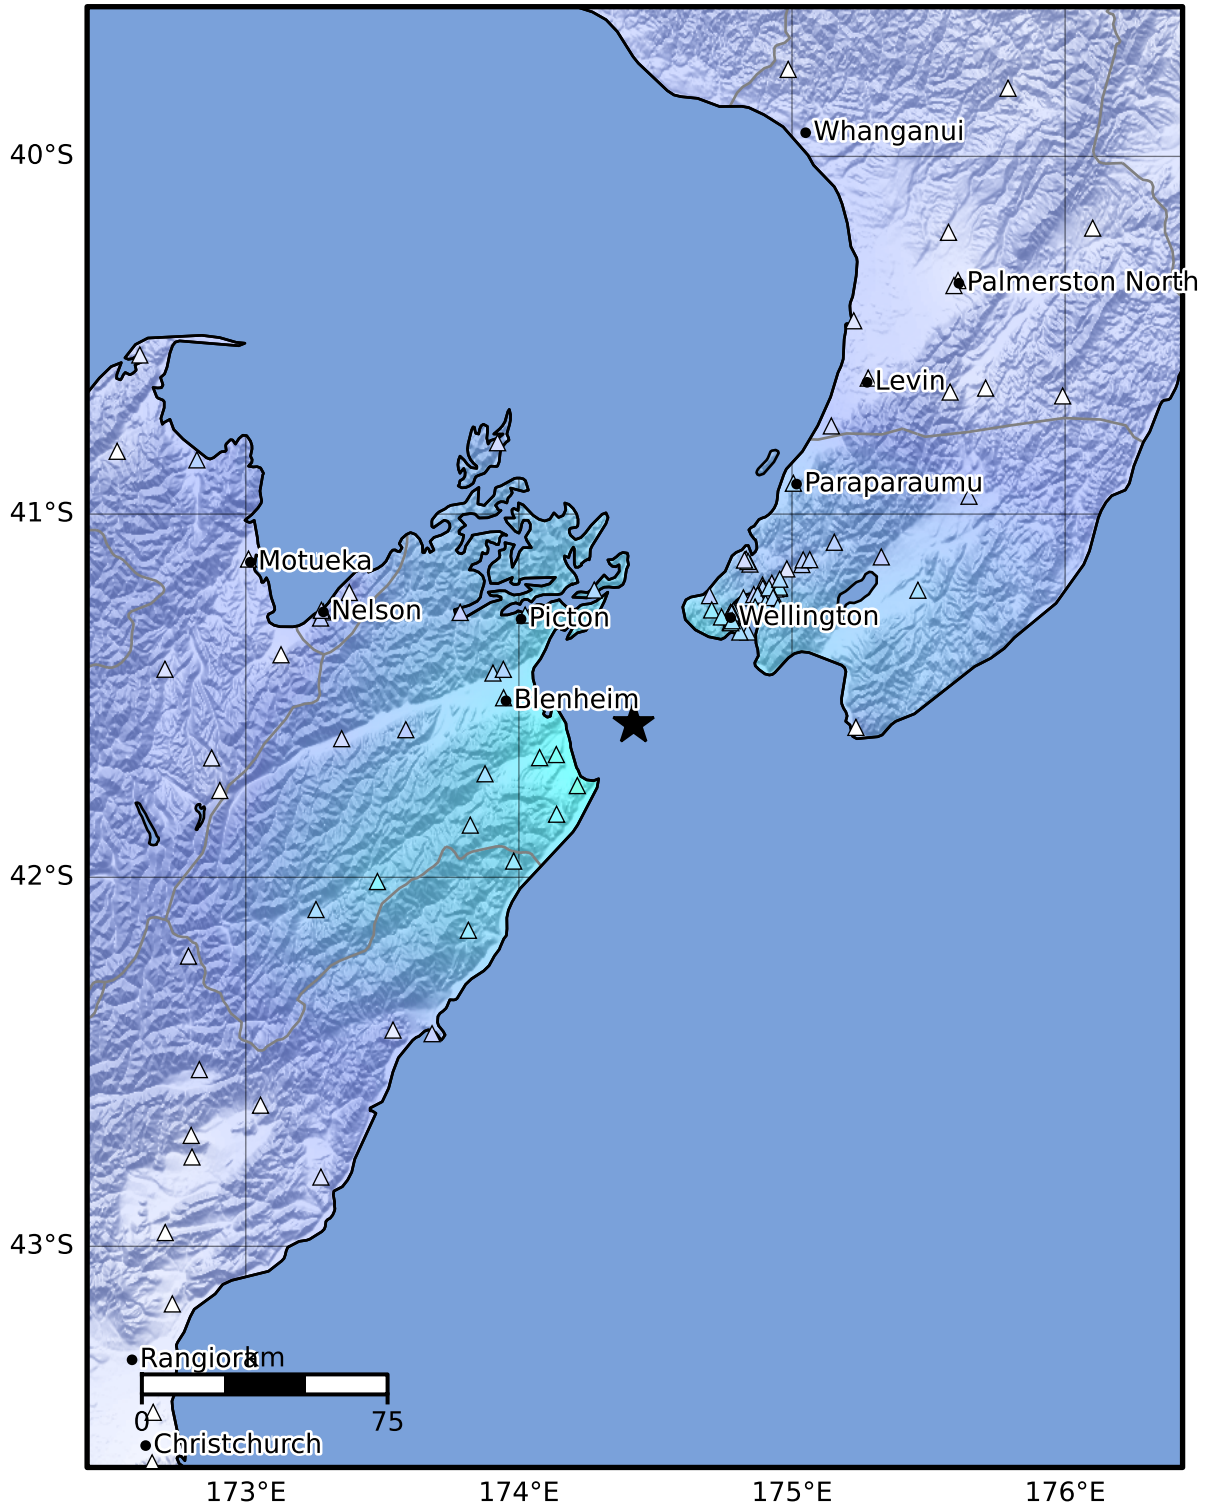 Whanganui
40°S
Palmerston North
Levin
Paraparaumu
41°S
Motueka
Nelson
Picton
Wellington
Blenheim
42°S
43°S
Rangiora
km
0
75
Christchurch
173°E
174°E
175°E
176°E